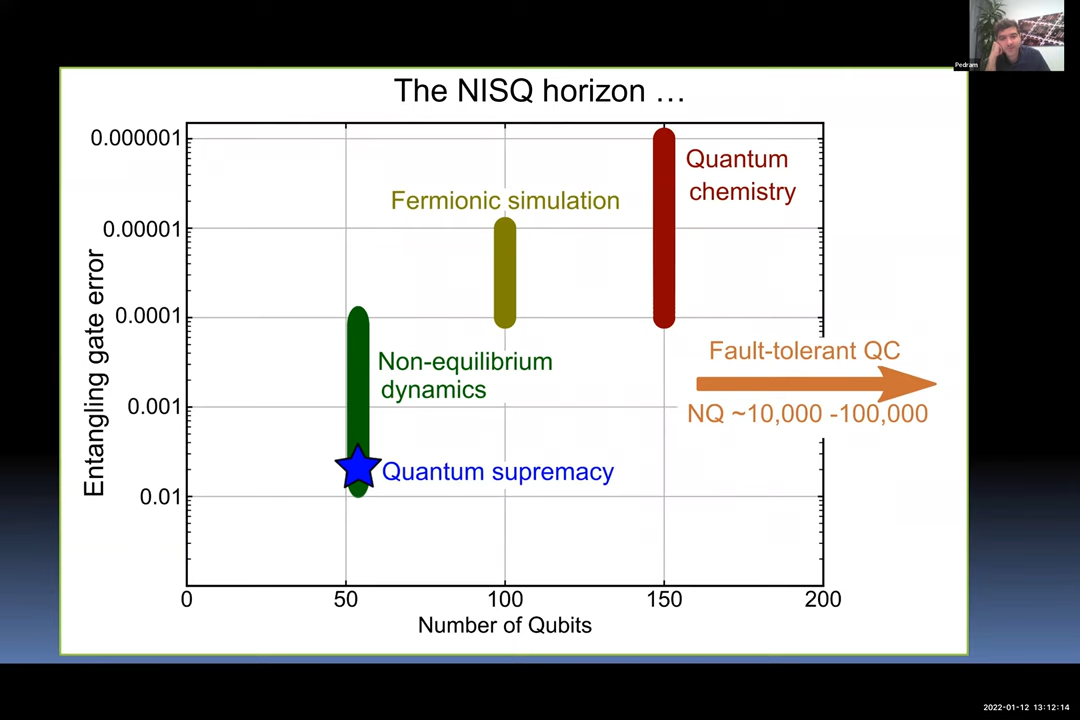 Pedram
The NISQ horizon …
0.000001
Quantum
chemistry
Fermionic simulation
0.00001
Entangling gate error
0.0001
Fault-tolerant QC
Non-equilibrium
dynamics
0.001
NQ ~10,000 -100,000
Quantum supremacy
0.01
0
50
100
150
200
Number of Qubits
2022-01-12 13:12:14